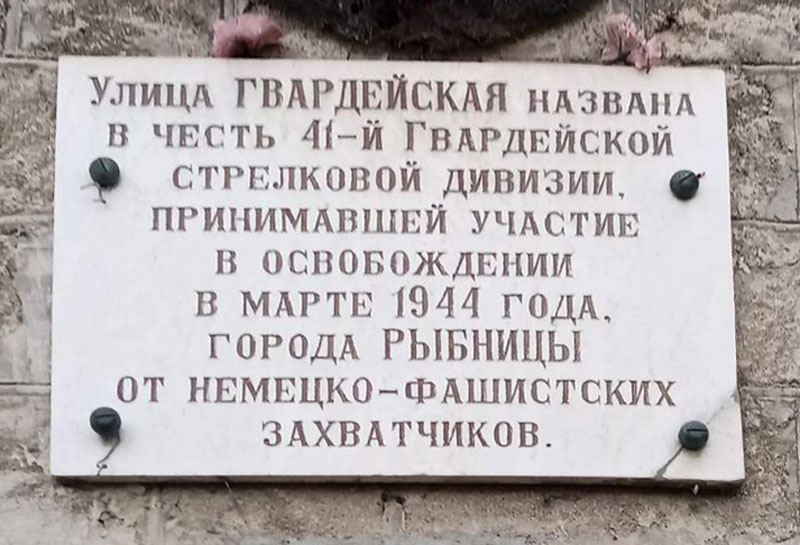 Улица ГВАРДЕЙСКАЯ НАЗВАНА
В ЧЕСТЬ 41-й ГВАРДЕЙСКОЙ
СТРЕЛКОВОЙ ДИВИЗИИ,
ПРИНИМАВШЕЙ УЧАСТИЕ
В ОСВОБОЖДЕНИИ
В МАРТЕ 1944 ГОДА,
ГОРОДА РЫБНИЦЫ
ОТ НЕМЕЦКО-ФАШИСТСКИХ
ЗАХВАТЧИКОВ.